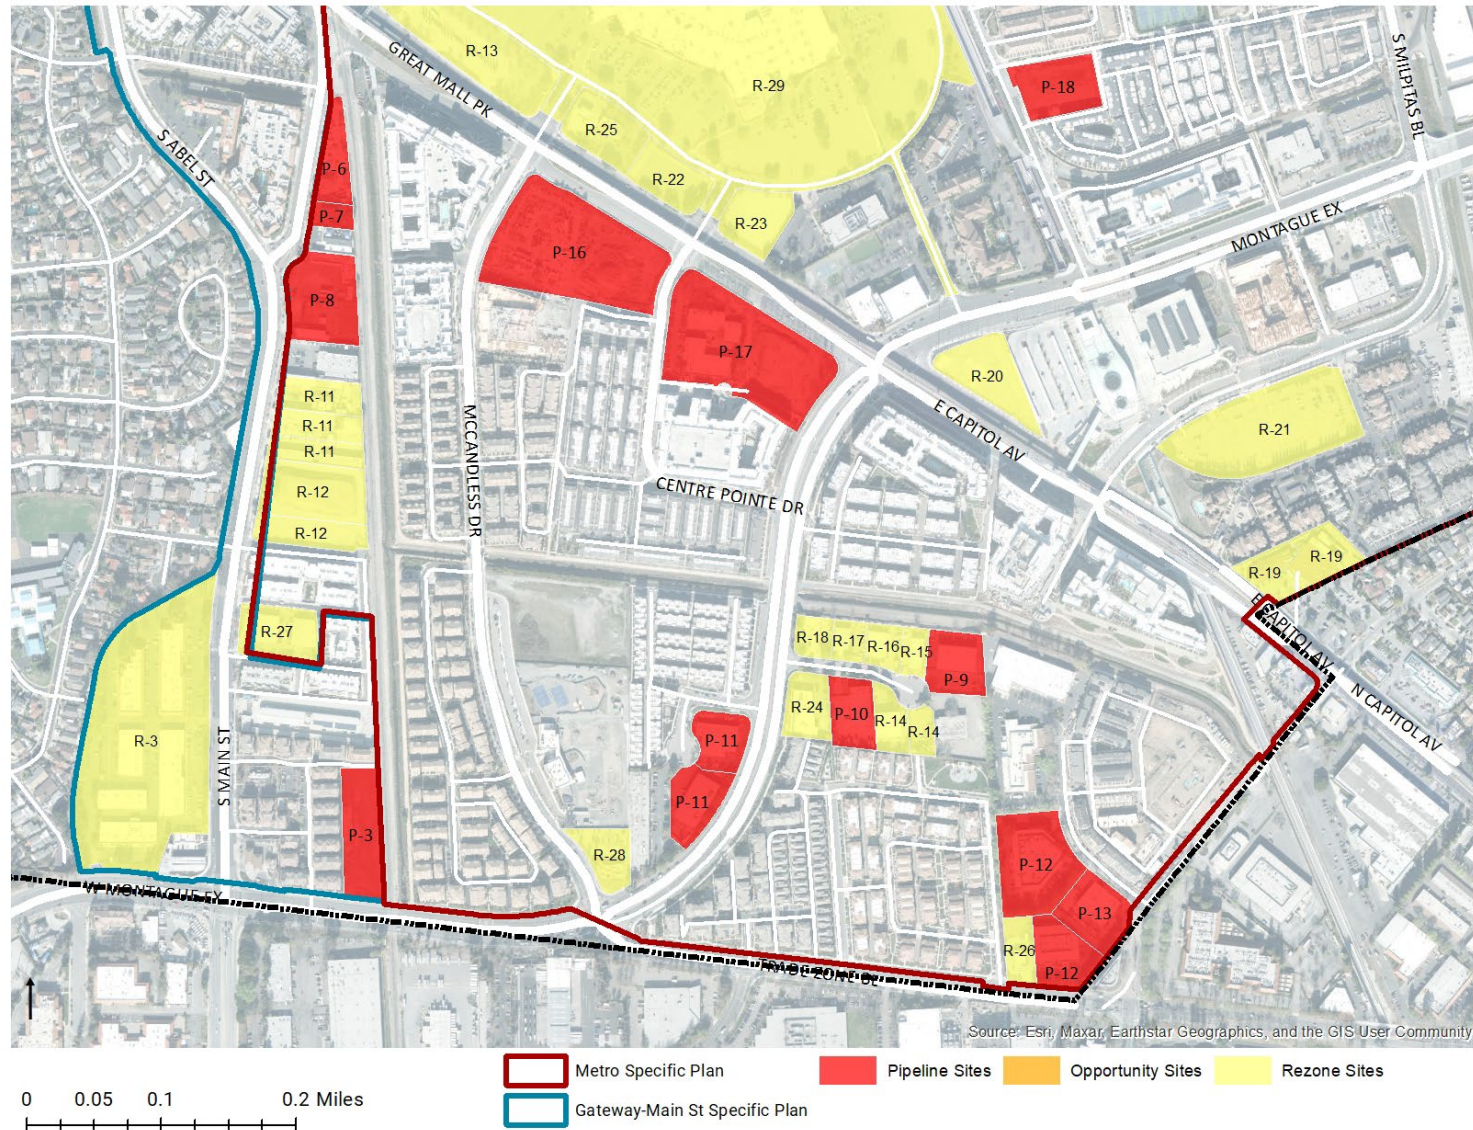 R-13
GREAT MALL PK
R-29
S MILPITAS BL
P-18
R-25
S ABEL ST
P-6
R-22
P-7
R-23
MONTAGUE EX
P-16
P-8
P-17
R-20
R-11
R-11
R-11
MCCANDLESS DR
E CAPITOL AV
R-21
R-12
CENTRE POINTE DR
R-12
R-19
R-19
E CAPITOL AV
R-27
R-18
R-17
R-16
R-15
P-9
R-24
P-10
R-14
R-14
N CAPITOL AV
R-3
P-11
S MAIN ST
P-11
P-3
R-28
P-12
W MONTAGUE EX
P-13
R-26
P-12
TRADE ZONE BL
Source: Esri, Maxar, Earthstar Geographics, and the GIS User Community
Metro Specific Plan
Pipeline Sites
Opportunity Sites
Rezone Sites
0 0.05 0.1 0.2 Miles
Gateway-Main St Specific Plan